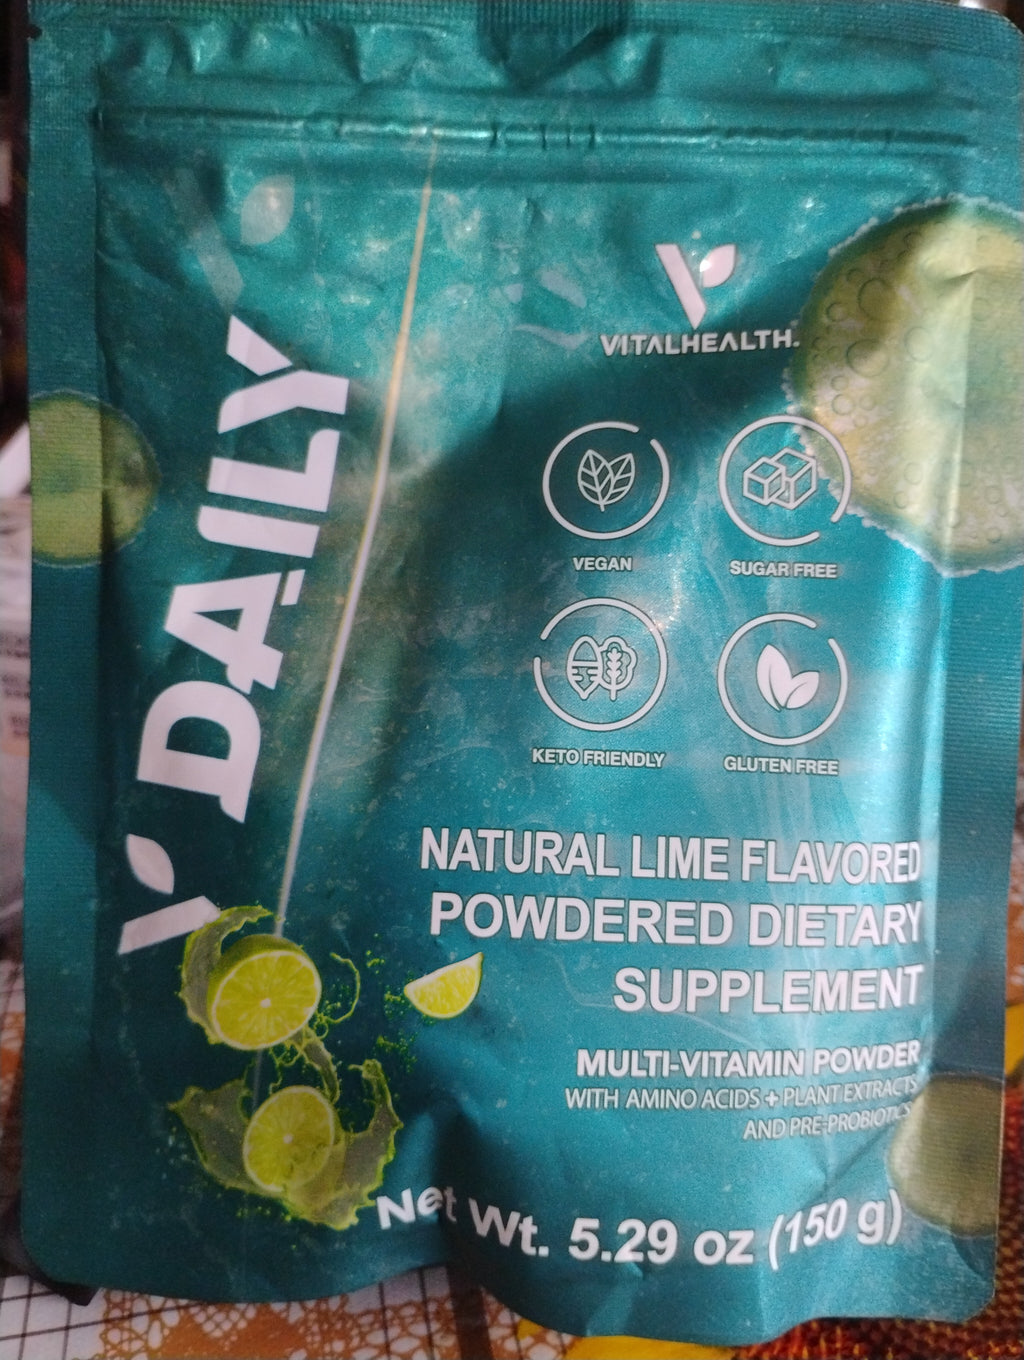 V DAILY
VITALHEALTH.
VEGAN
SUGAR FREE
KETO FRIENDLY
GLUTEN FREE
NATURAL LIME FLAVORED
POWDERED DIETARY
SUPPLEMENT
MULTI-VITAMIN POWDER
WITH AMINO ACIDS + PLANT EXTRACTS
AND PRE-PROBIOTICS
Net Wt. 5.29 oz (150 g)